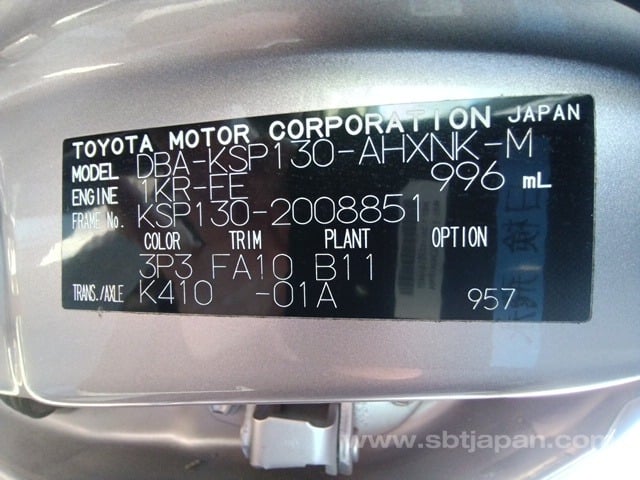 TOYOTA MOTOR CORPORATION JAPAN
MODEL DBA-KSP130-AHXNK-M
ENGINE 1KR-FE 996 mL
FRAME No. KSP130-2008851
COLOR TRIM PLANT OPTION
3P3 FA10 B11
TRANS./AXLE K410 -01A 957
www.sbtjapan.com